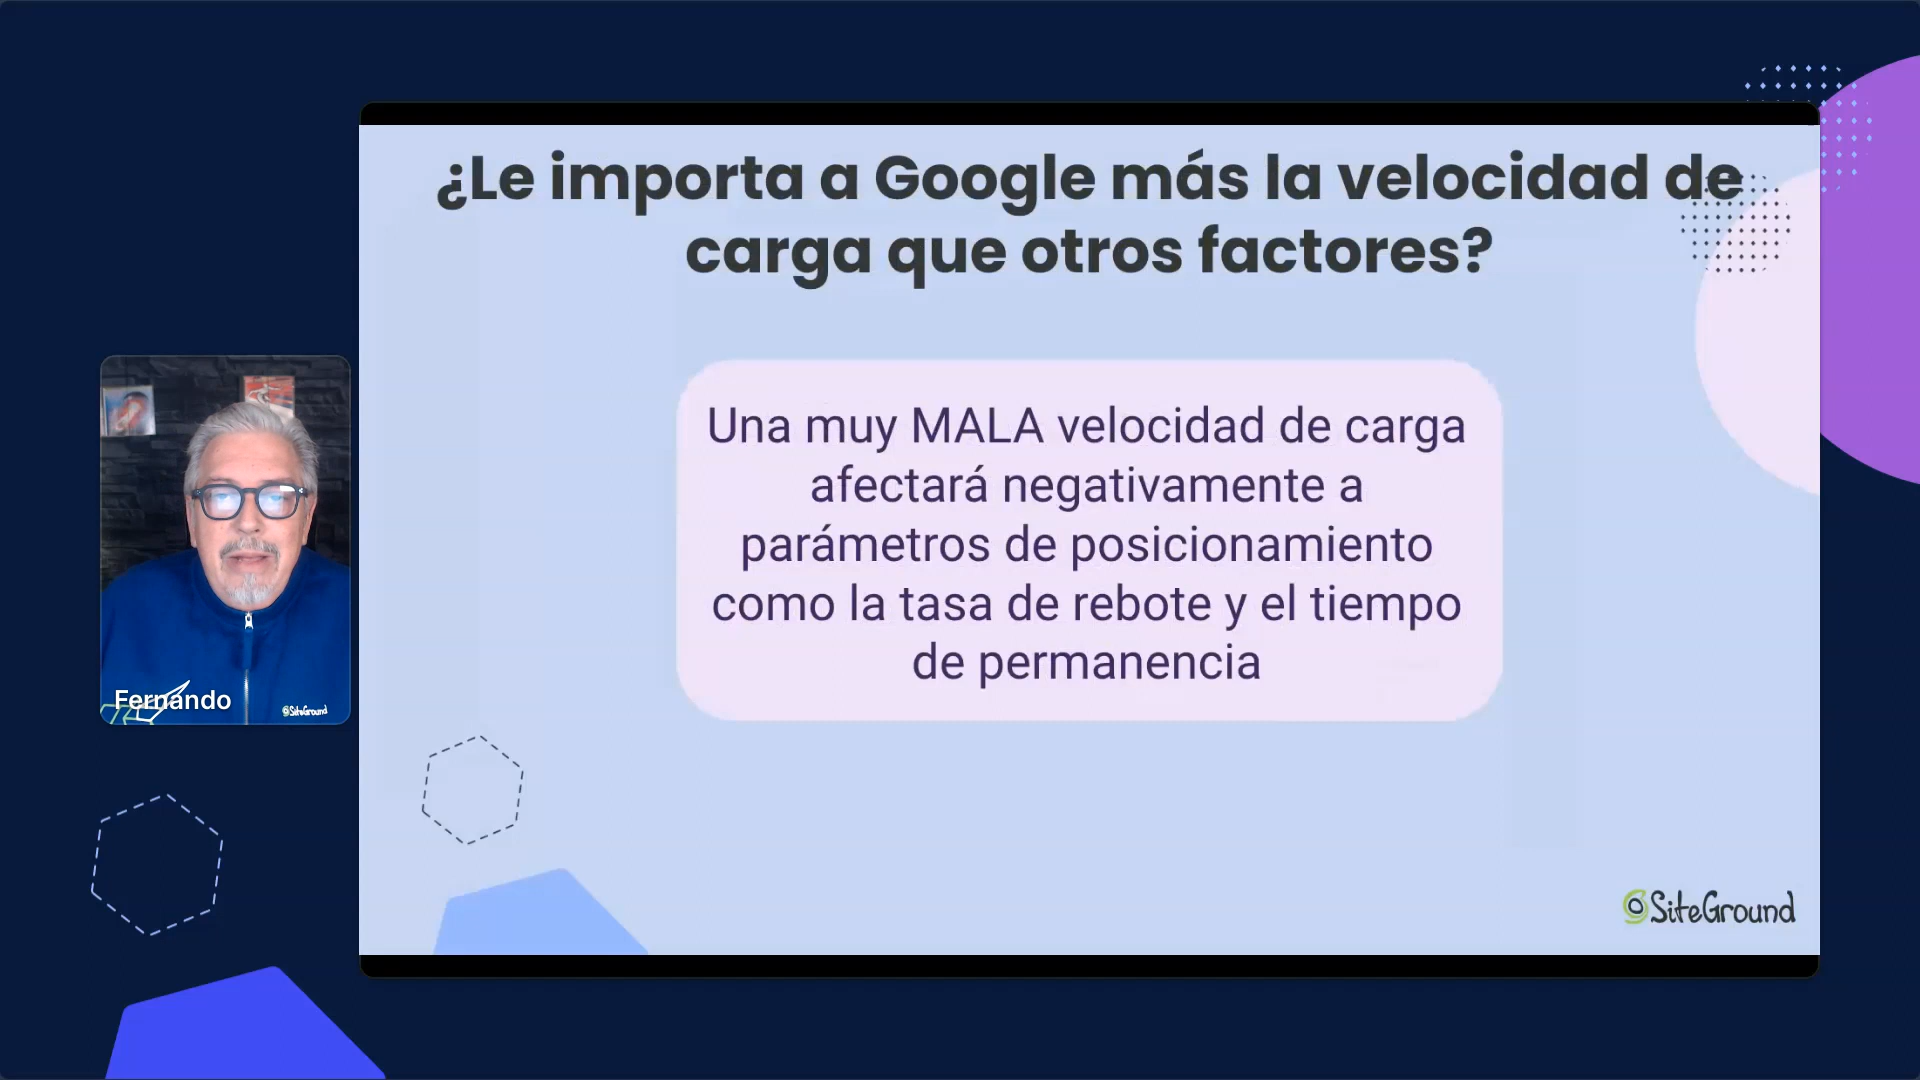 ¿Le importa a Google más la velocidad de
carga que otros factores?
Una muy MALA velocidad de carga
afectará negativamente a
parámetros de posicionamiento
como la tasa de rebote y el tiempo
de permanencia
Fernando
SiteGround
SiteGround